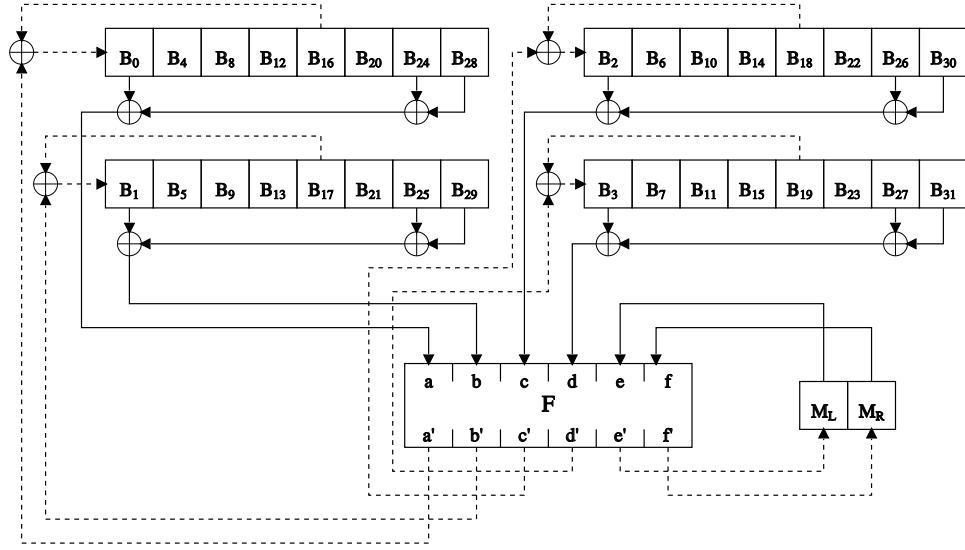 B0 B4 B8 B12 B16 B20 B24 B28
B2 B6 B10 B14 B18 B22 B26 B30
B1 B5 B9 B13 B17 B21 B25 B29
B3 B7 B11 B15 B19 B23 B27 B31
a b c d e f
F
a' b' c' d' e' f'
ML MR